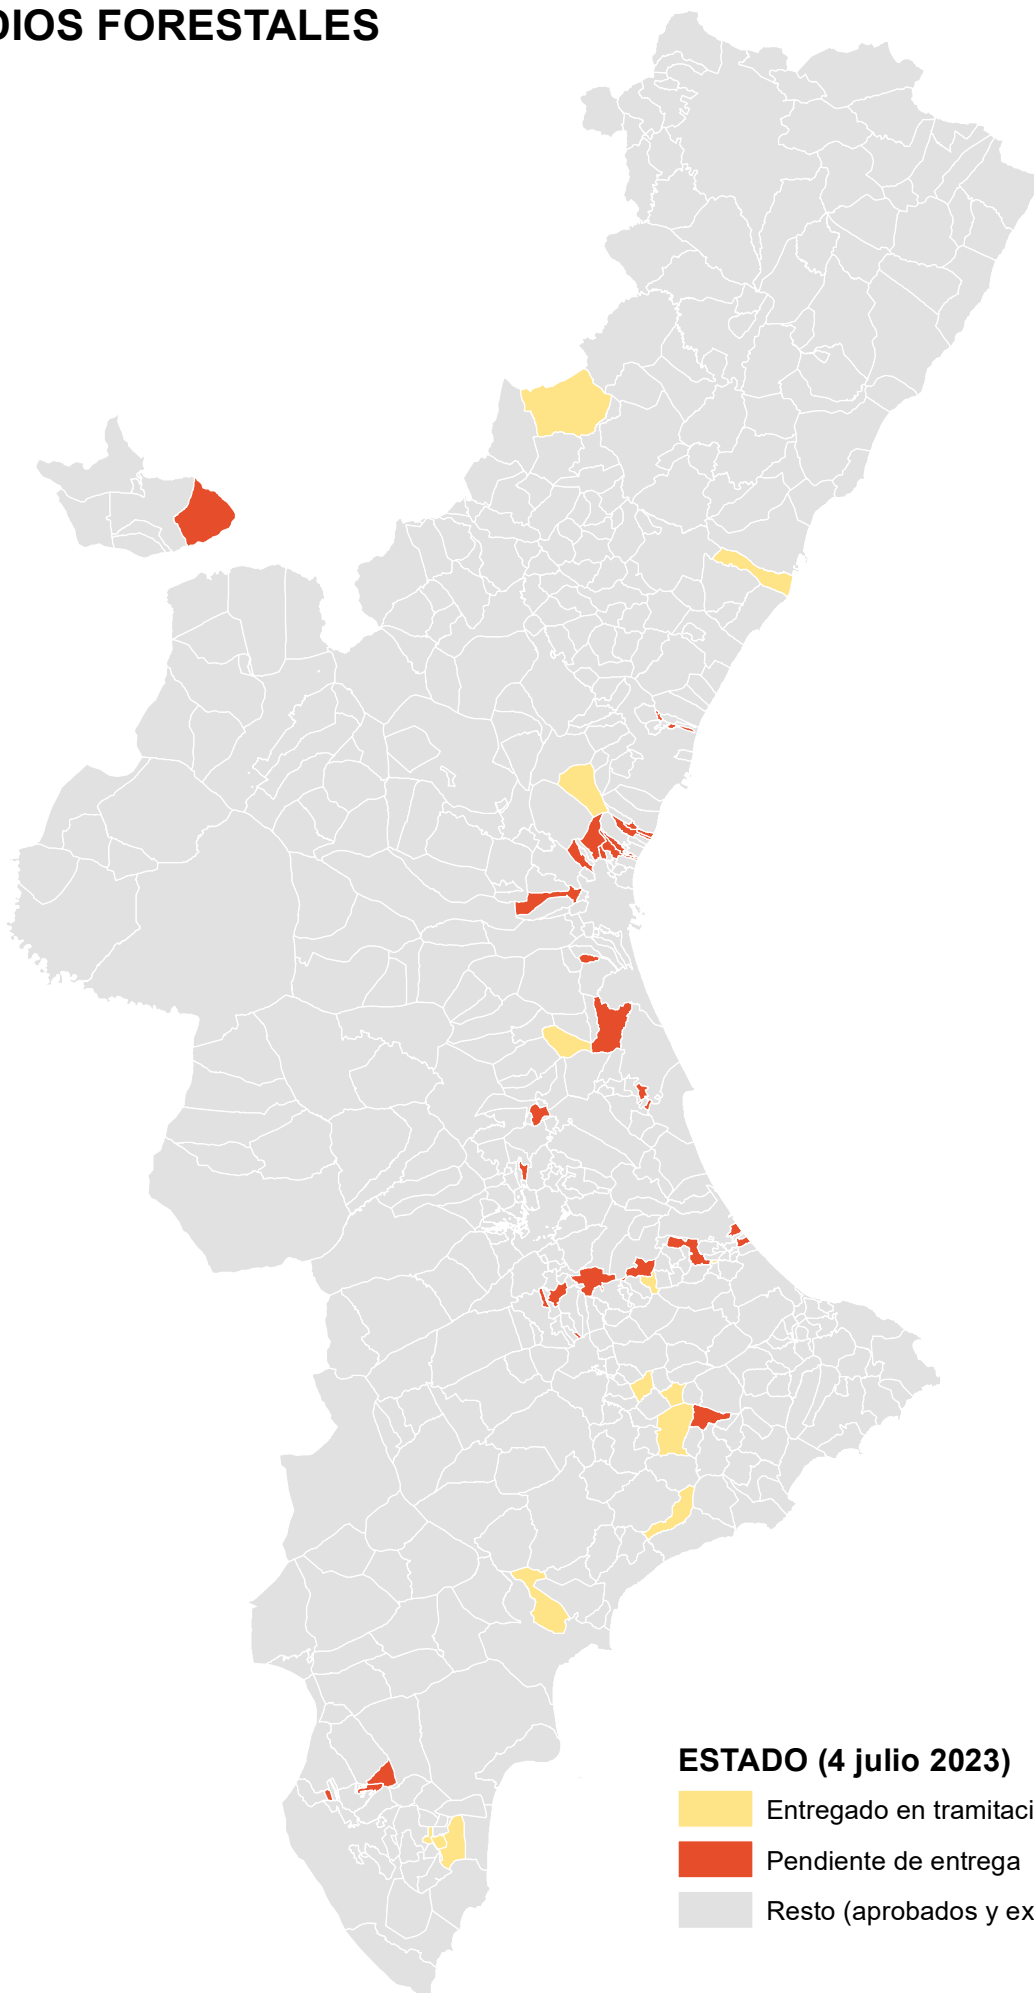 DIOS FORESTALES
ESTADO (4 julio 2023)
Entregado en tramitaci
Pendiente de entrega
Resto (aprobados y ex